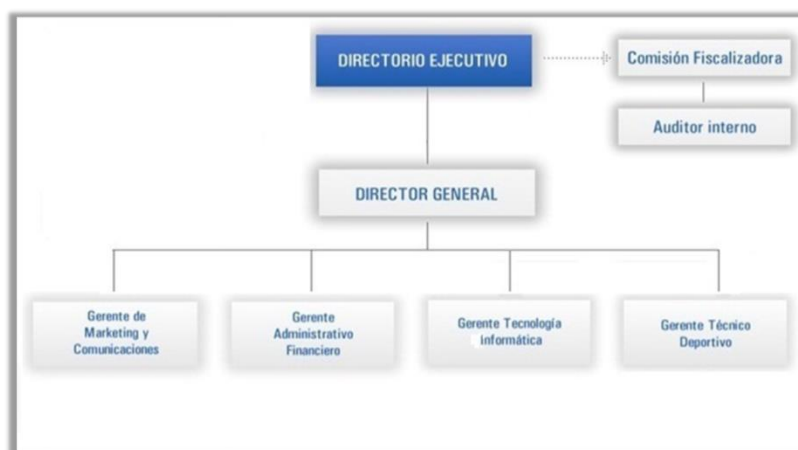 DIRECTORIO EJECUTIVO
Comisión Fiscalizadora
Auditor interno
DIRECTOR GENERAL
Gerente de
Marketing y
Comunicaciones
Gerente
Administrativo
Financiero
Gerente Tecnología
Informática
Gerente Técnico
Deportivo